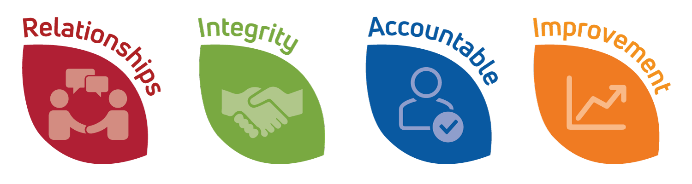 Relationships
Integrity
Accountable
Improvement